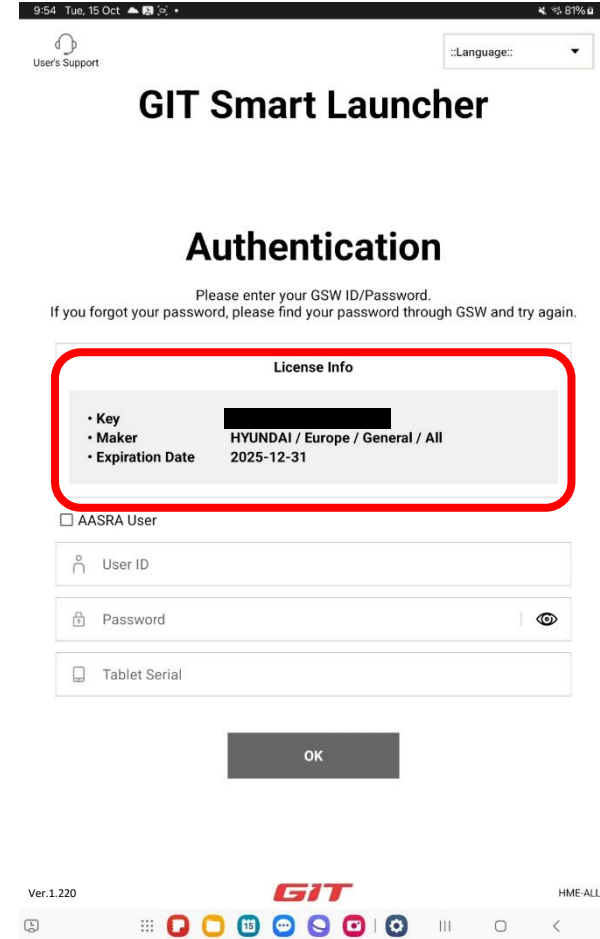 9:54 Tue, 15 Oct
81%
User's Support
::Language::
GIT Smart Launcher
Authentication
Please enter your GSW ID/Password.
If you forgot your password, please find your password through GSW and try again.
License Info
• Key
• Maker HYUNDAI / Europe / General / All
• Expiration Date 2025-12-31
AASRA User
User ID
Password
Tablet Serial
OK
Ver.1.220
GIT
HME-ALL
15